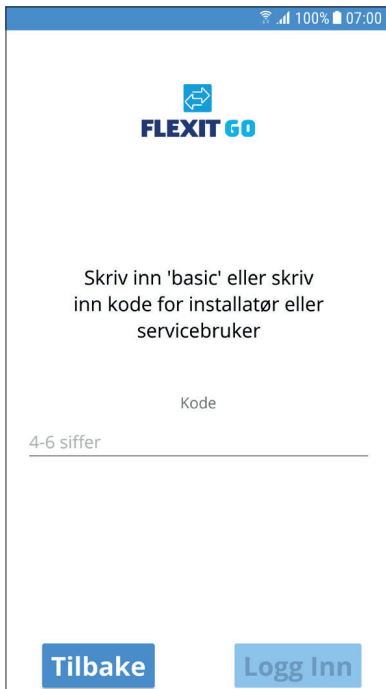 100% 07:00
FLEXIT GO
Skriv inn 'basic' eller skriv
inn kode for installatør eller
servicebruker
Kode
4-6 siffer
Tilbake
Logg Inn